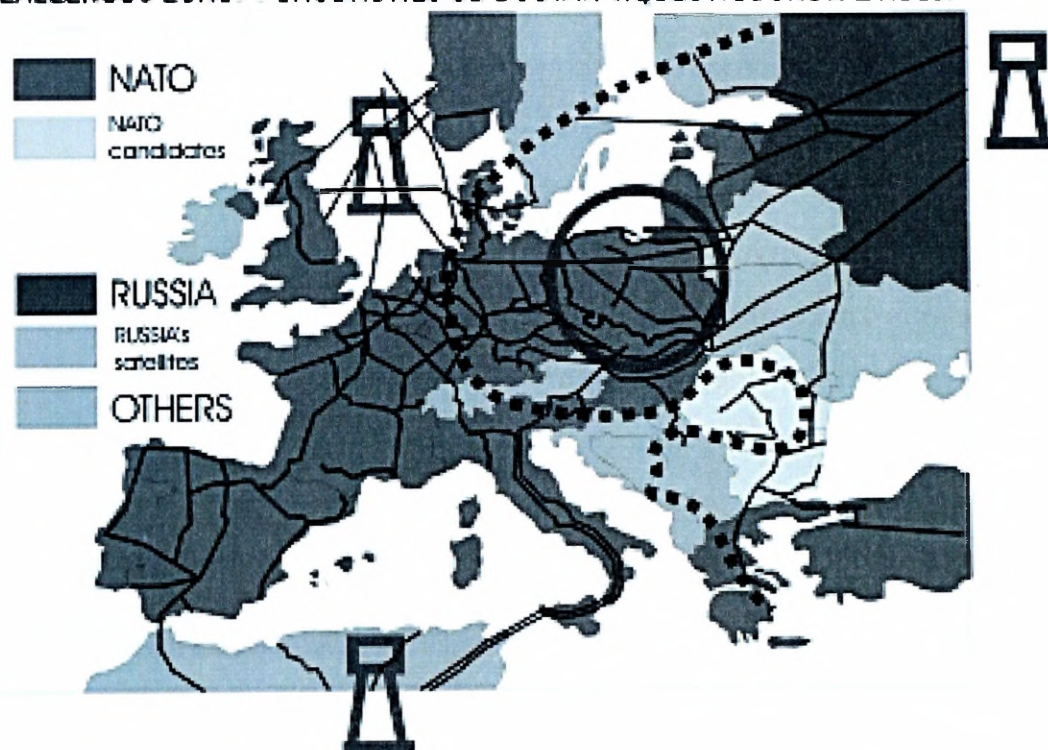 NATO
NATO
candidates
RUSSIA
RUSSIA's
satellites
OTHERS